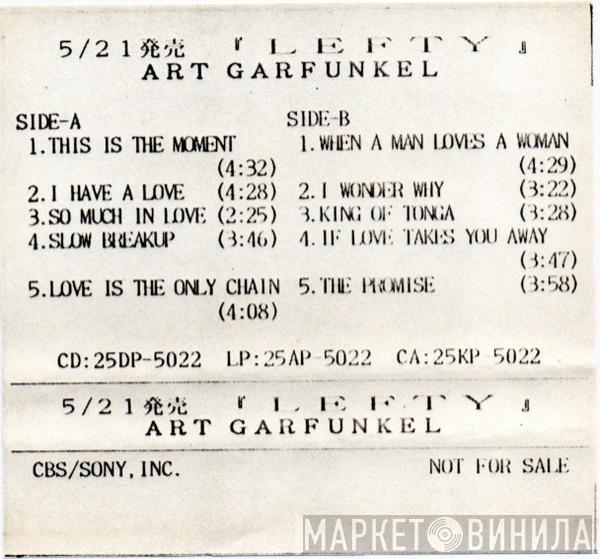 5/21発売 『LEFTY』
ART GARFUNKEL
SIDE-A
1.THIS IS THE MOMENT
(4:32)
2.I HAVE A LOVE (4:28)
3.SO MUCH IN LOVE (2:25)
4.SLOW BREAKUP (3:46)
5.LOVE IS THE ONLY CHAIN
(4:08)
SIDE-B
1.WHEN A MAN LOVES A WOMAN
(4:29)
2.I WONDER WHY (3:22)
3.KING OF TONGA (3:28)
4.IF LOVE TAKES YOU AWAY
(3:47)
5.THE PROMISE (3:58)
CD:25DP-5022 LP:25AP-5022 CA:25KP-5022
5/21発売 『LEFTY』
ART GARFUNKEL
CBS/SONY,INC. NOT FOR SALE
МАРКЕТ ВИНИЛА